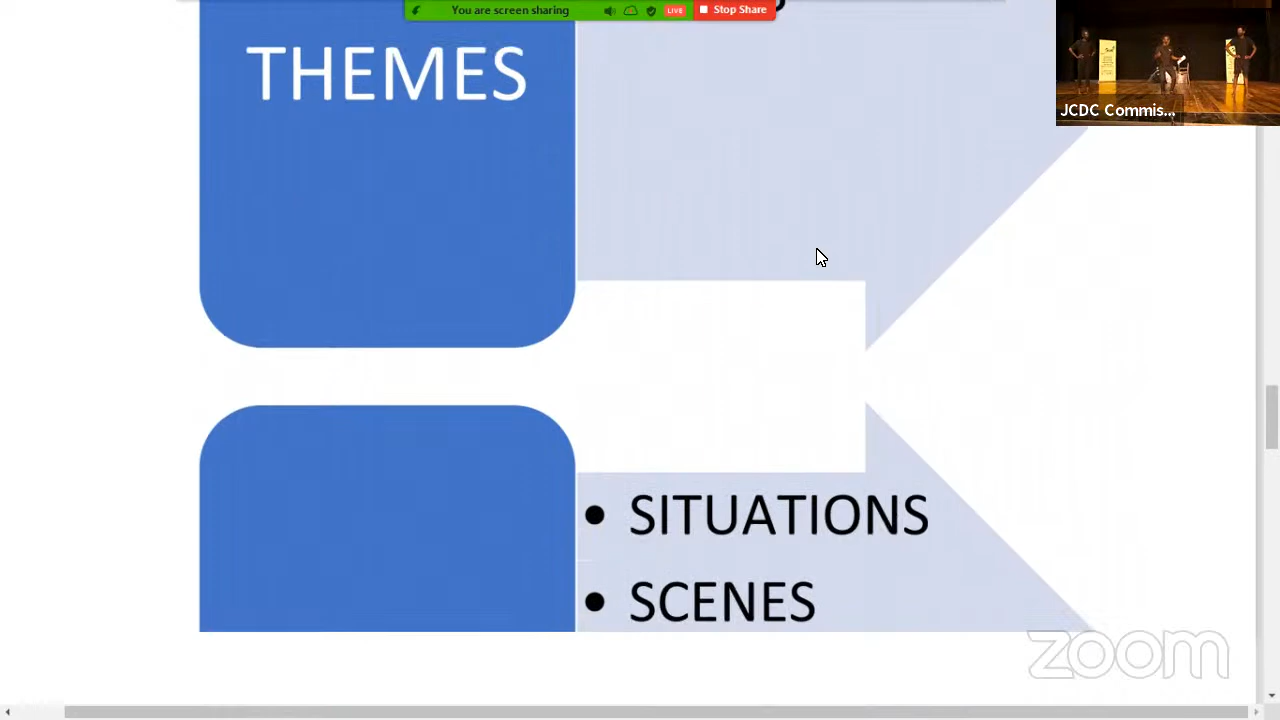 You are screen sharing
LIVE
Stop Share
THEMES
JCDC Commis...
• SITUATIONS
• SCENES
zoom